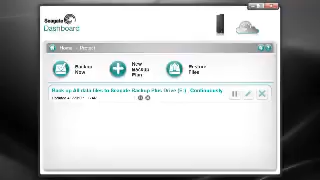 Seagate
Dashboard
Home
Protect
Backup Now
New Backup Plan
Restore Files
Back up All data files to Seagate Backup Plus Drive (E:) Continuously